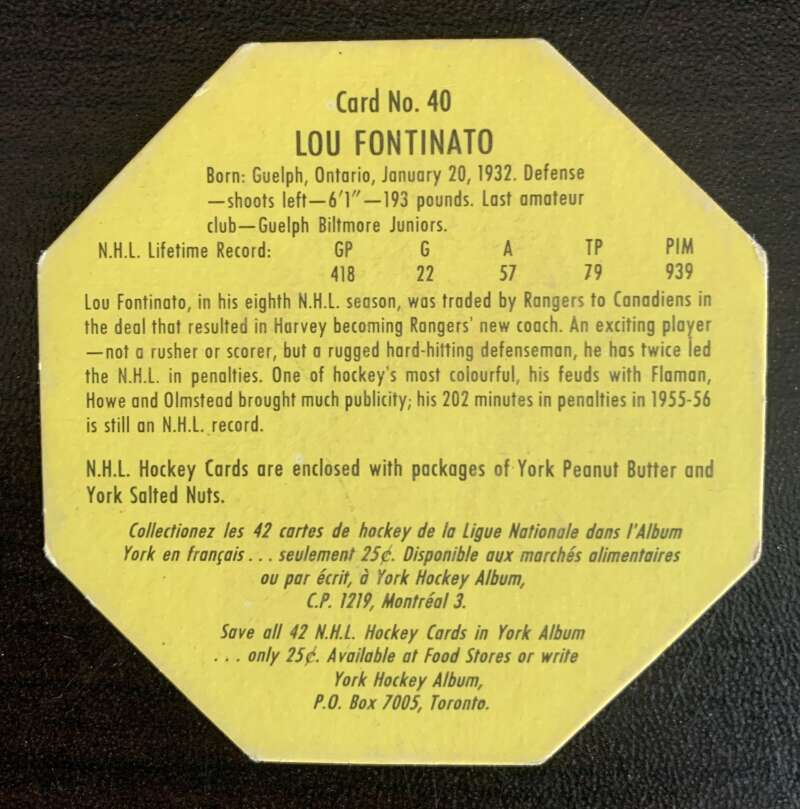 Card No. 40
LOU FONTINATO
Born: Guelph, Ontario, January 20, 1932. Defense
—shoots left—6'1"—193 pounds. Last amateur
club—Guelph Biltmore Juniors.
N.H.L. Lifetime Record: GP G A TP PIM
418 22 57 79 939
Lou Fontinato, in his eighth N.H.L. season, was traded by Rangers to Canadiens in
the deal that resulted in Harvey becoming Rangers' new coach. An exciting player
—not a rusher or scorer, but a rugged hard-hitting defenseman, he has twice led
the N.H.L. in penalties. One of hockey's most colourful, his feuds with Flaman,
Howe and Olmstead brought much publicity; his 202 minutes in penalties in 1955-56
is still an N.H.L. record.
N.H.L. Hockey Cards are enclosed with packages of York Peanut Butter and
York Salted Nuts.
Collectionez les 42 cartes de hockey de la Ligue Nationale dans l'Album
York en français . . . seulement 25¢. Disponible aux marchés alimentaires
ou par écrit, à York Hockey Album,
C.P. 1219, Montréal 3.
Save all 42 N.H.L. Hockey Cards in York Album
. . . only 25¢. Available at Food Stores or write
York Hockey Album,
P.O. Box 7005, Toronto.